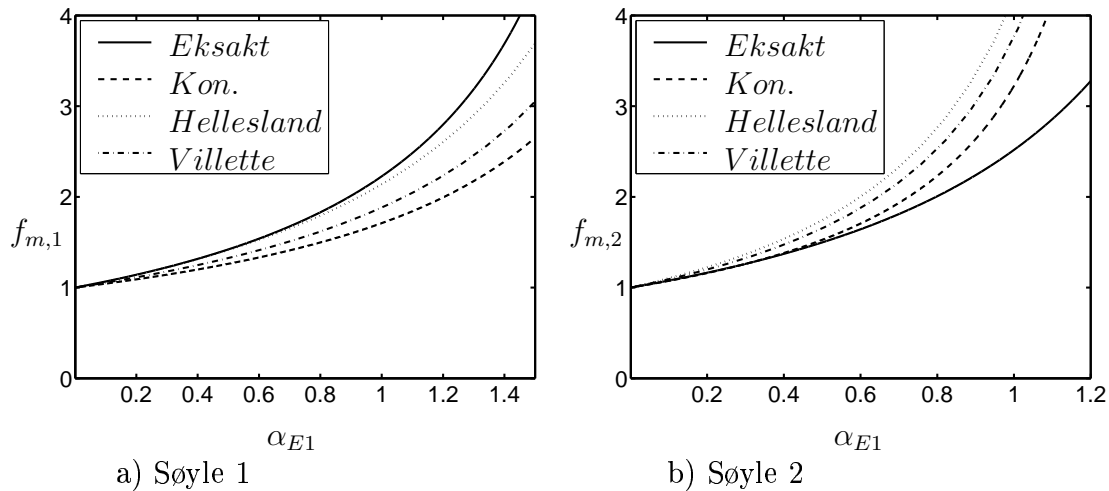 4
3
2
1
0
0.2 0.4 0.6 0.8 1 1.2 1.4
f_{m,1}
α_{E1}
Eksakt
Kon.
Hellesland
Villette
a) Søyle 1
4
3
2
1
0
0.2 0.4 0.6 0.8 1 1.2
f_{m,2}
α_{E1}
Eksakt
Kon.
Hellesland
Villette
b) Søyle 2